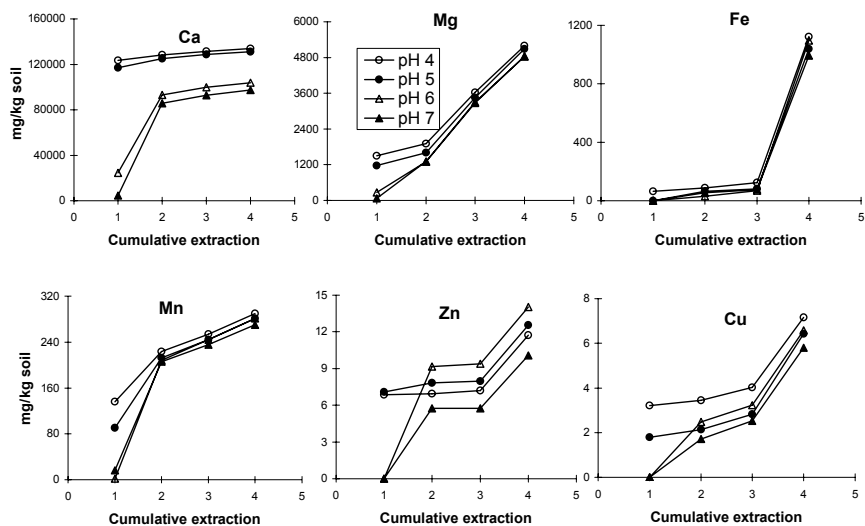 Ca
mg/kg soil
160000
120000
80000
40000
0
0 1 2 3 4 5
Cumulative extraction
Mg
6000
4800
3600
2400
1200
0
pH 4
pH 5
pH 6
pH 7
0 1 2 3 4 5
Cumulative extraction
Fe
1200
800
400
0
0 1 2 3 4 5
Cumulative extraction
Mn
mg/kg soil
320
240
160
80
0
0 1 2 3 4 5
Cumulative extraction
Zn
15
12
9
6
3
0
0 1 2 3 4 5
Cumulative extraction
Cu
8
6
4
2
0
0 1 2 3 4 5
Cumulative extraction